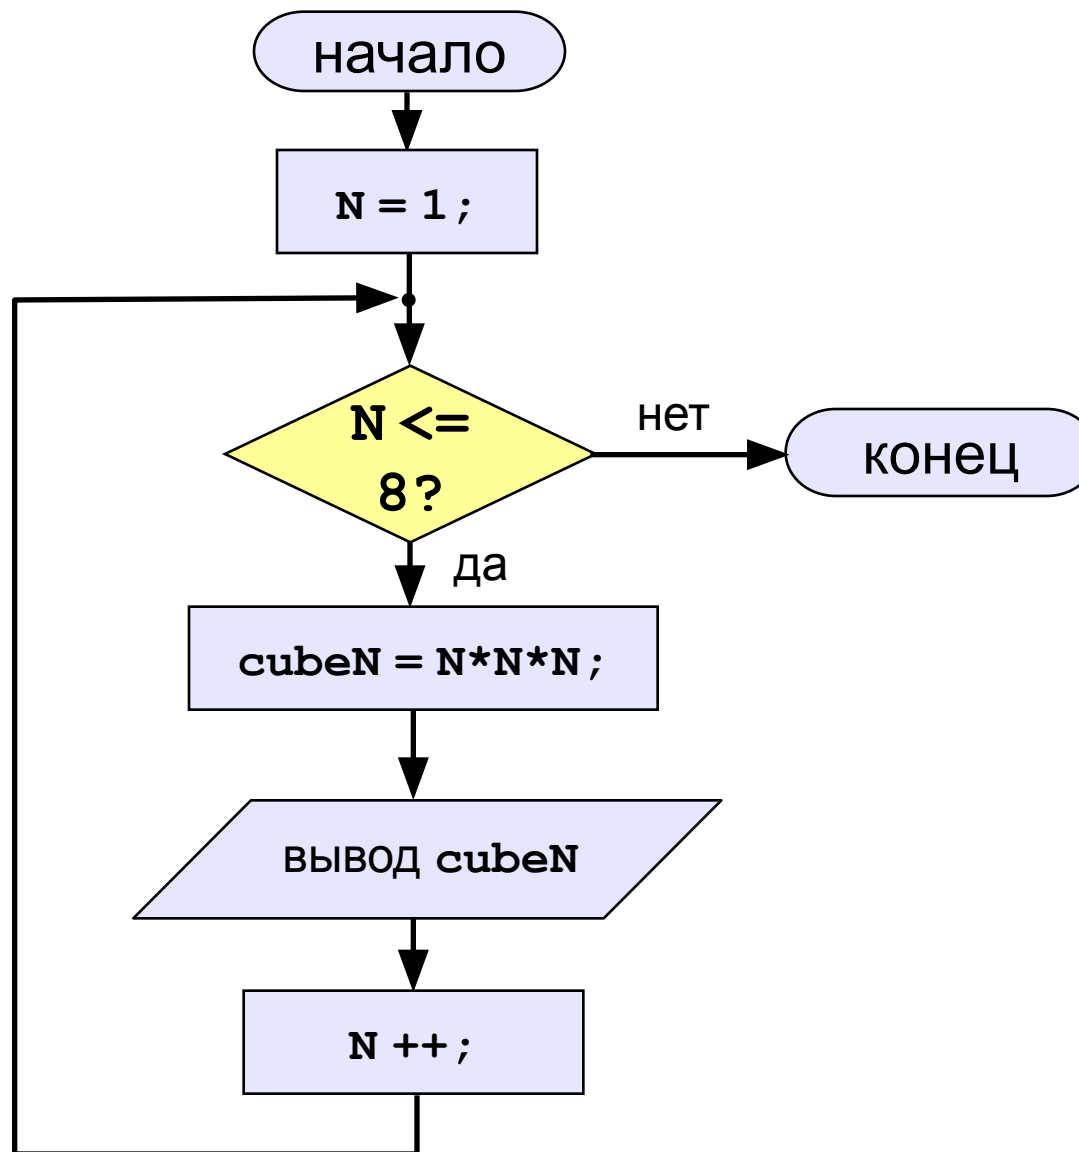 начало
N = 1;
N <=
8?
нет
конец
да
cubeN = N*N*N;
вывод cubeN
N ++;